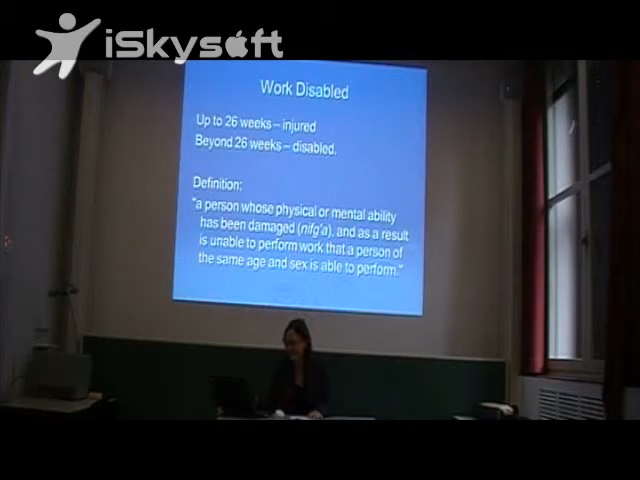 iSkysoft
Work Disabled
Up to 26 weeks – injured
Beyond 26 weeks – disabled.
Definition:
"a person whose physical or mental ability
has been damaged (nifg'a), and as a result
is unable to perform work that a person of
the same age and sex is able to perform."